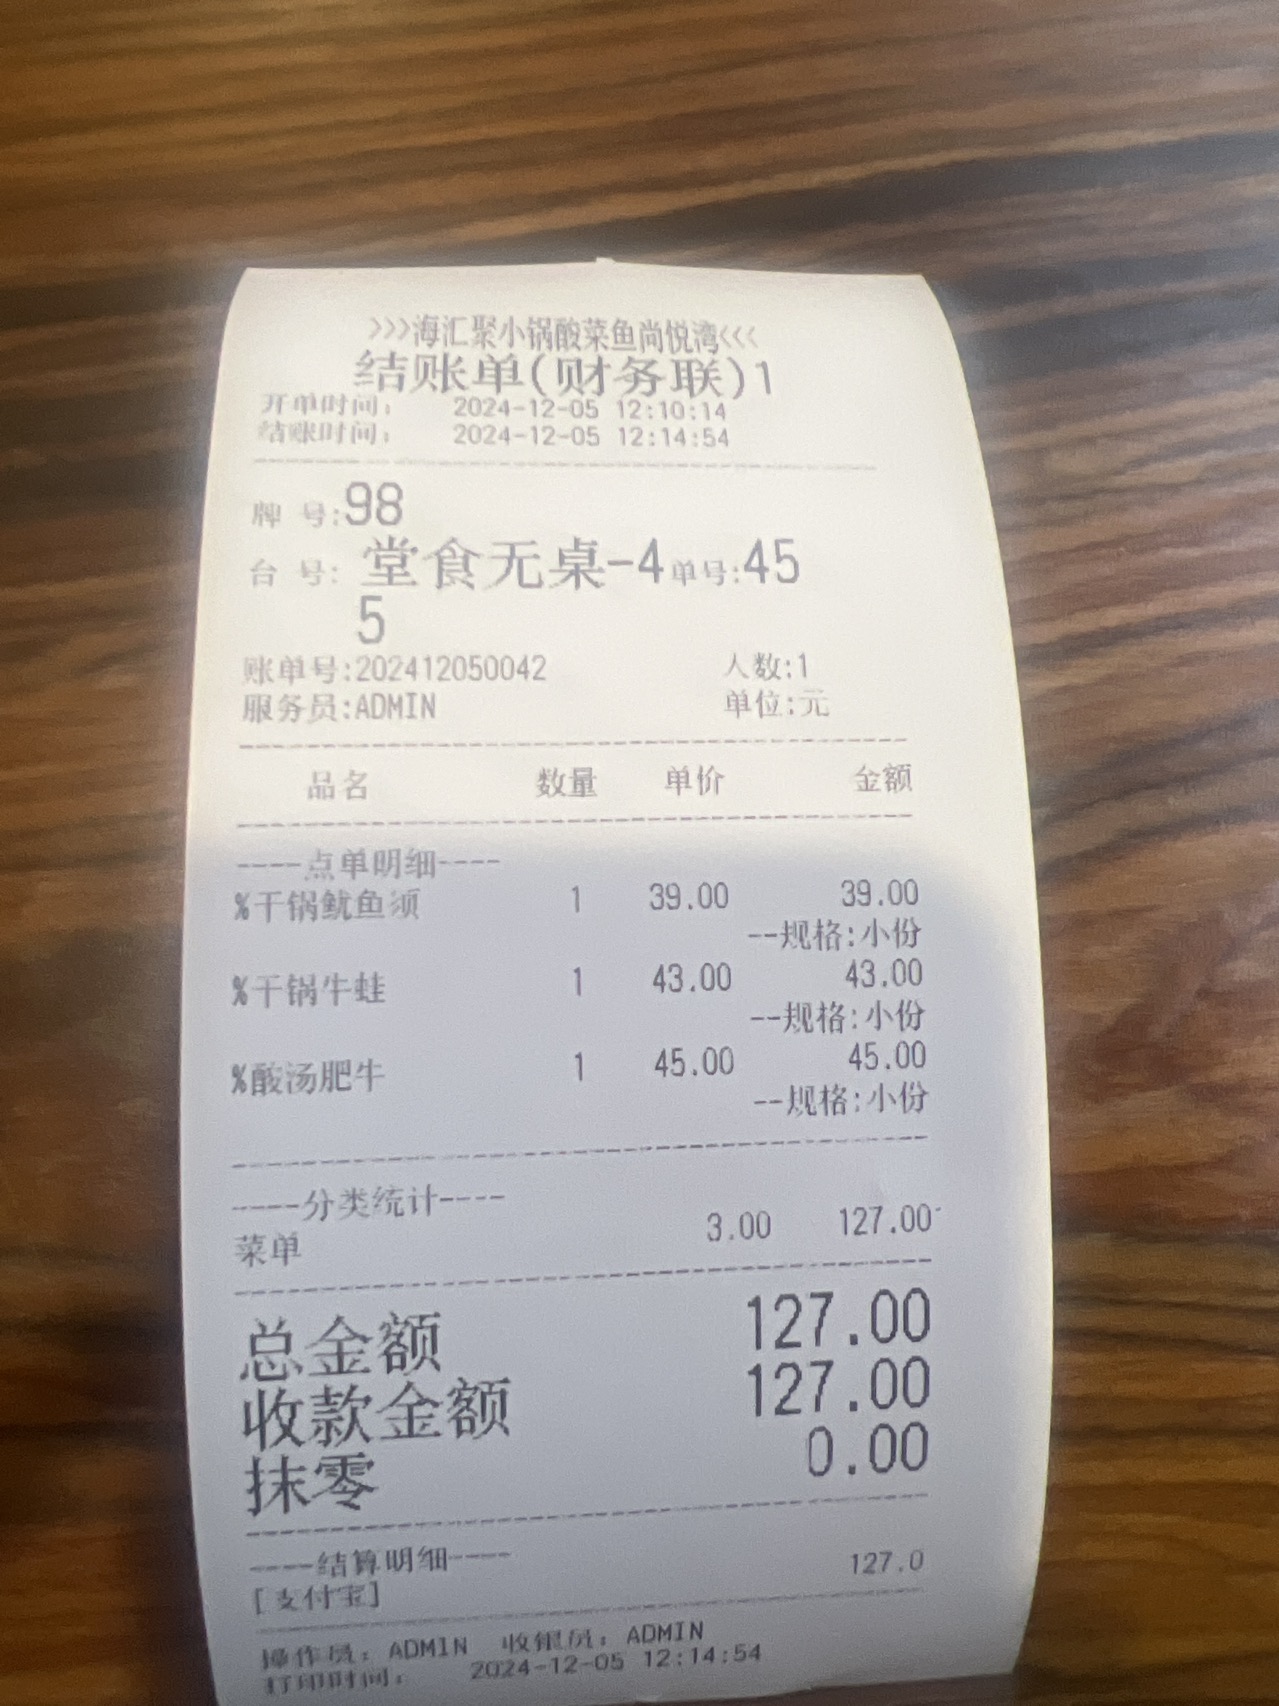 >>>海汇聚小锅酸菜鱼尚悦湾<<<
结账单(财务联)1
开单时间: 2024-12-05 12:10:14
结账时间: 2024-12-05 12:14:54
牌 号:98
台 号: 堂食无桌-4 单号:45
5
账单号:202412050042 人数:1
服务员:ADMIN 单位:元
品名 数量 单价 金额
----点单明细----
%干锅鱿鱼须 1 39.00 39.00
--规格:小份
%干锅牛蛙 1 43.00 43.00
--规格:小份
%酸汤肥牛 1 45.00 45.00
--规格:小份
----分类统计----
菜单 3.00 127.00
总金额 127.00
收款金额 127.00
抹零 0.00
----结算明细----
[支付宝] 127.0
操作员: ADMIN 收银员: ADMIN
打印时间: 2024-12-05 12:14:54